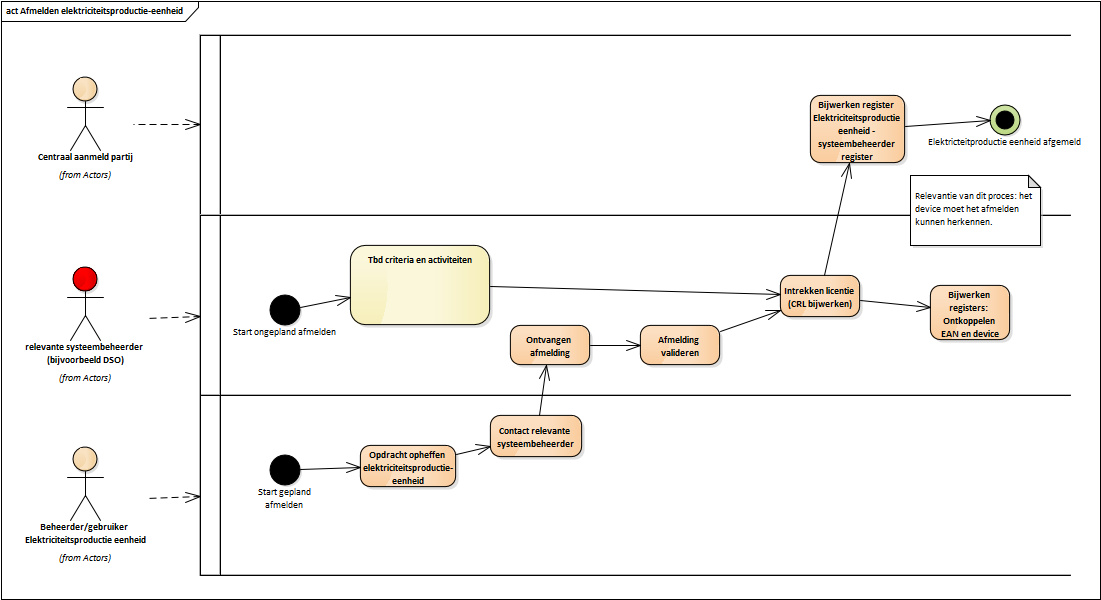 act Afmelden elektriciteitsproductie-eenheid
Centraal aanmeld partij
(from Actors)
Bijwerken register
Elektriciteitsproductie
eenheid -
systeembeheerder
register
Elektricteitproductie eenheid afgemeld
Relevantie van dit proces: het
device moet het afmelden
kunnen herkennen.
relevante systeembeheerder
(bijvoorbeeld DSO)
(from Actors)
Start ongepland afmelden
Tbd criteria en activiteiten
Ontvangen
afmelding
Afmelding
valideren
Intrekken licentie
(CRL bijwerken)
Bijwerken
registers:
Ontkoppelen
EAN en device
Beheerder/gebruiker
Elektriciteitsproductie eenheid
(from Actors)
Start gepland
afmelden
Opdracht opheffen
elektriciteitsproductie-
eenheid
Contact relevante
systeembeheerder